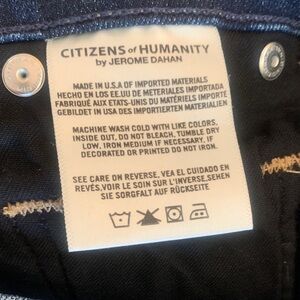 CITIZENS of HUMANITY
by JEROME DAHAN
MADE IN U.S.A OF IMPORTED MATERIALS
HECHO EN LOS EE.UU DE METERIALES IMPORTADA
FABRIQUÉ AUX ETATS-UNIS DU MATÉRIELS IMPORTÉ
GEBILDET IN USA DES IMPORTIERTEN MATERIALIEN
MACHINE WASH COLD WITH LIKE COLORS,
INSIDE OUT, DO NOT BLEACH, TUMBLE DRY
LOW, IRON MEDIUM IF NECESSARY, IF
DECORATED OR PRINTED DO NOT IRON.
SEE CARE ON REVERSE, VEA EL CUIDADO EN
REVÉS,VOIR LE SOIN SUR L'INVERSE, EHEN
SIE SORGFALT AUF RÜCKSEITE